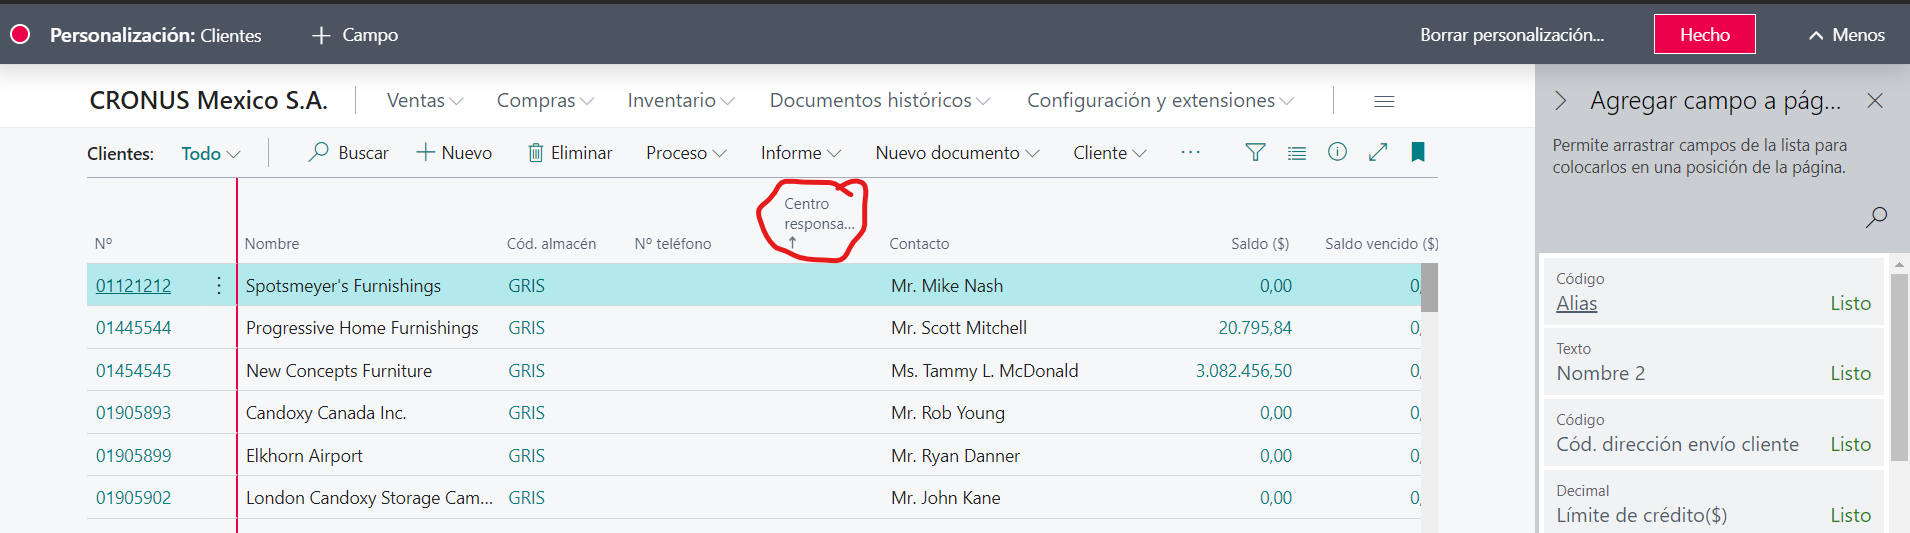 Personalización: Clientes + Campo Borrar personalización... Hecho Menos
CRONUS Mexico S.A. Ventas Compras Inventario Documentos históricos Configuración y extensiones
Clientes: Todo Buscar + Nuevo Eliminar Proceso Informe Nuevo documento Cliente ...
Nº Nombre Cód. almacén Nº teléfono Centro responsa... ↑ Contacto Saldo ($) Saldo vencido ($)
01121212 Spotsmeyer's Furnishings GRIS Mr. Mike Nash 0,00 0,
01445544 Progressive Home Furnishings GRIS Mr. Scott Mitchell 20.795,84 0,
01454545 New Concepts Furniture GRIS Ms. Tammy L. McDonald 3.082.456,50 0,
01905893 Candoxy Canada Inc. GRIS Mr. Rob Young 0,00 0,
01905899 Elkhorn Airport GRIS Mr. Ryan Danner 0,00 0,
01905902 London Candoxy Storage Cam... GRIS Mr. John Kane 0,00 0,
Agregar campo a pág...
Permite arrastrar campos de la lista para
colocarlos en una posición de la página.
Código
Alias Listo
Texto
Nombre 2 Listo
Código
Cód. dirección envío cliente Listo
Decimal
Límite de crédito($) Listo